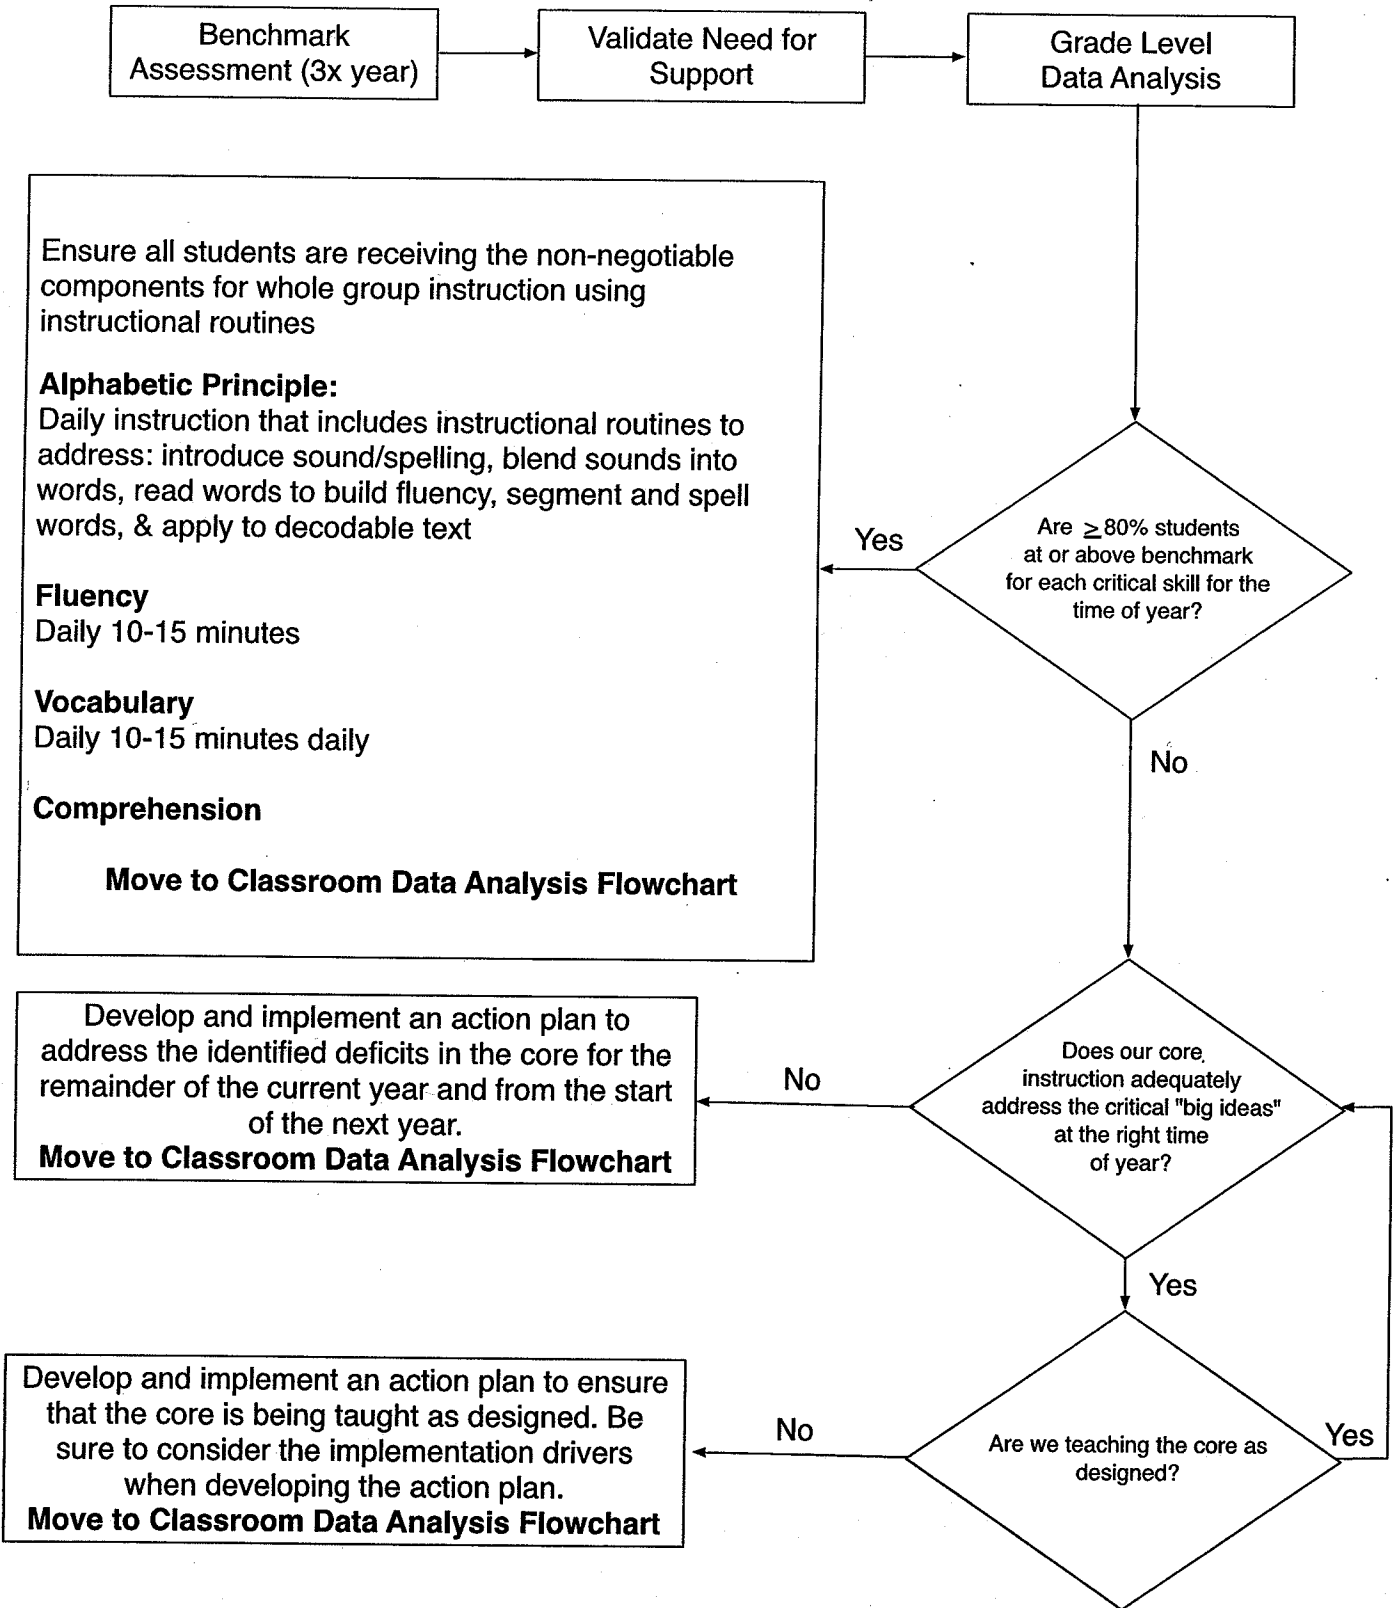 Benchmark
Assessment (3x year)
Validate Need for
Support
Grade Level
Data Analysis
Ensure all students are receiving the non-negotiable
components for whole group instruction using
instructional routines
Alphabetic Principle:
Daily instruction that includes instructional routines to
address: introduce sound/spelling, blend sounds into
words, read words to build fluency, segment and spell
words, & apply to decodable text
Fluency
Daily 10-15 minutes
Vocabulary
Daily 10-15 minutes daily
Comprehension
Move to Classroom Data Analysis Flowchart
Yes
Are ≥80% students
at or above benchmark
for each critical skill for the
time of year?
No
Does our core
instruction adequately
address the critical "big ideas"
at the right time
of year?
No
Develop and implement an action plan to
address the identified deficits in the core for the
remainder of the current year and from the start
of the next year.
Move to Classroom Data Analysis Flowchart
Yes
Are we teaching the core as
designed?
Yes
No
Develop and implement an action plan to ensure
that the core is being taught as designed. Be
sure to consider the implementation drivers
when developing the action plan.
Move to Classroom Data Analysis Flowchart